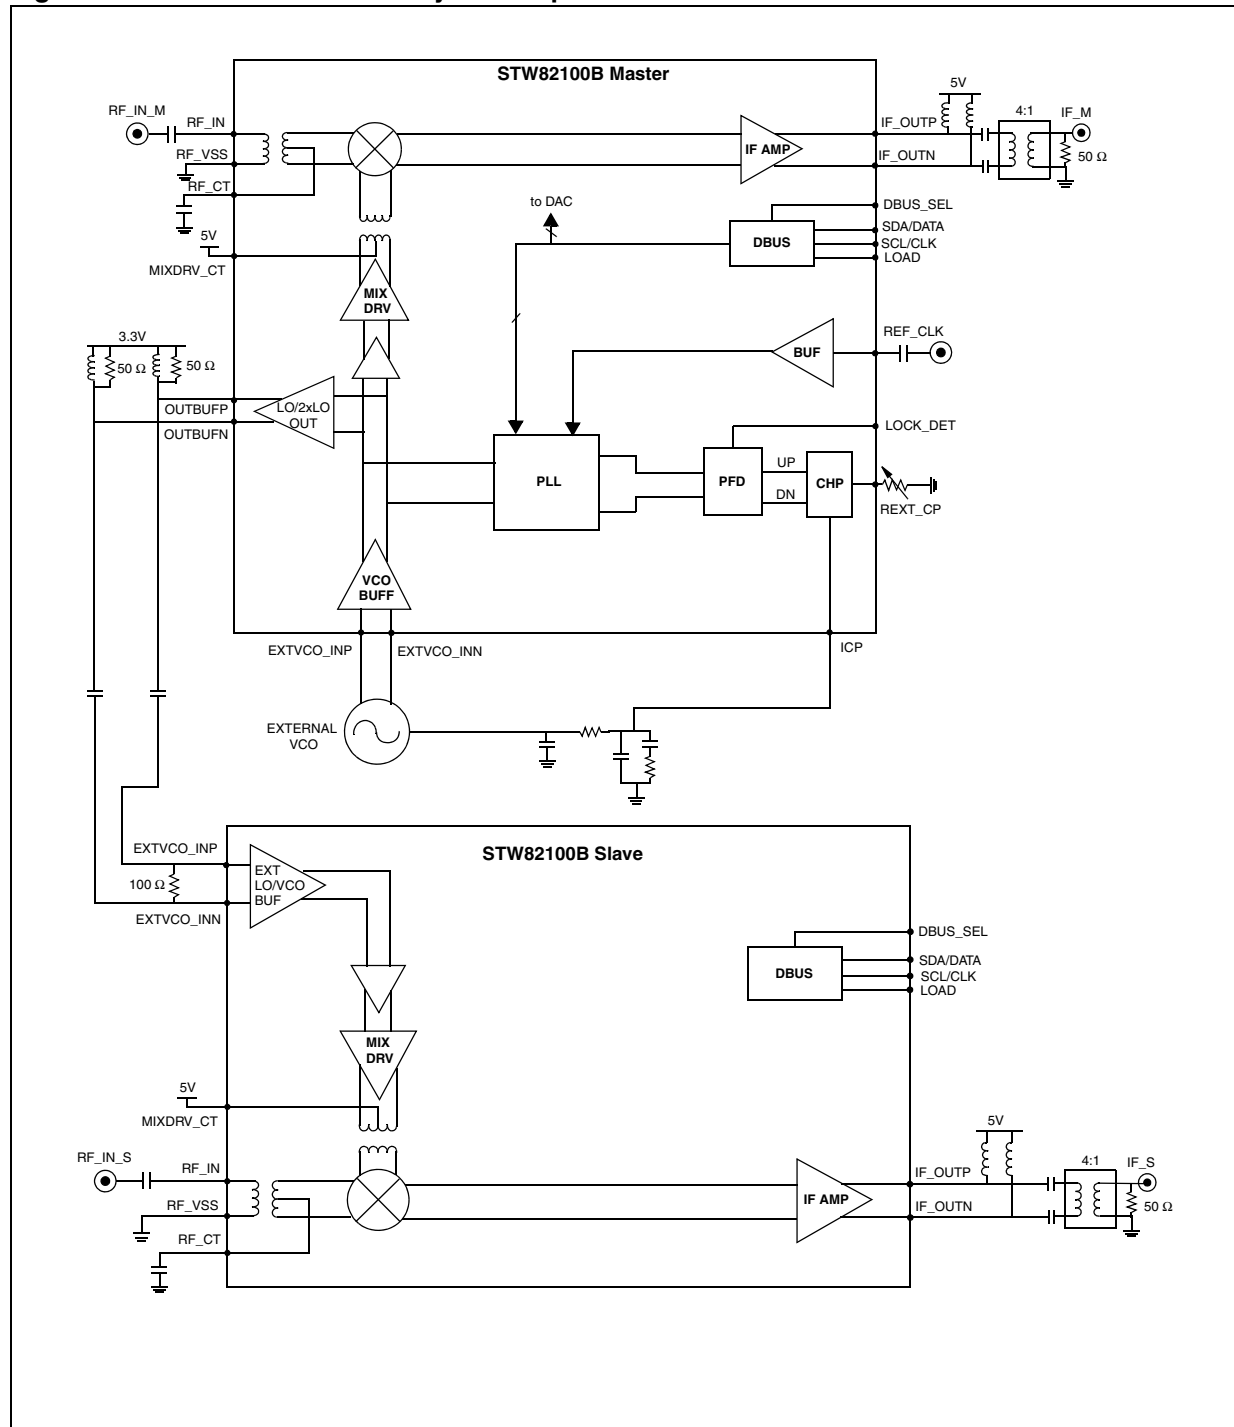 STW82100B Master
RF_IN_M
RF_IN
RF_VSS
RF_CT
5V
MIXDRV_CT
MIX
DRV
IF AMP
IF_OUTP
IF_OUTN
5V
4:1
IF_M
50 Ω
to DAC
DBUS
DBUS_SEL
SDA/DATA
SCL/CLK
LOAD
BUF
REF_CLK
3.3V
50 Ω
50 Ω
OUTBUFP
OUTBUFN
LO/2xLO
OUT
PLL
PFD
UP
DN
CHP
LOCK_DET
REXT_CP
VCO
BUFF
EXTVCO_INP
EXTVCO_INN
ICP
EXTERNAL
VCO
STW82100B Slave
EXTVCO_INP
100 Ω
EXTVCO_INN
EXT
LO/VCO
BUF
DBUS
DBUS_SEL
SDA/DATA
SCL/CLK
LOAD
MIX
DRV
5V
MIXDRV_CT
RF_IN_S
RF_IN
RF_VSS
RF_CT
IF AMP
IF_OUTP
IF_OUTN
5V
4:1
IF_S
50 Ω